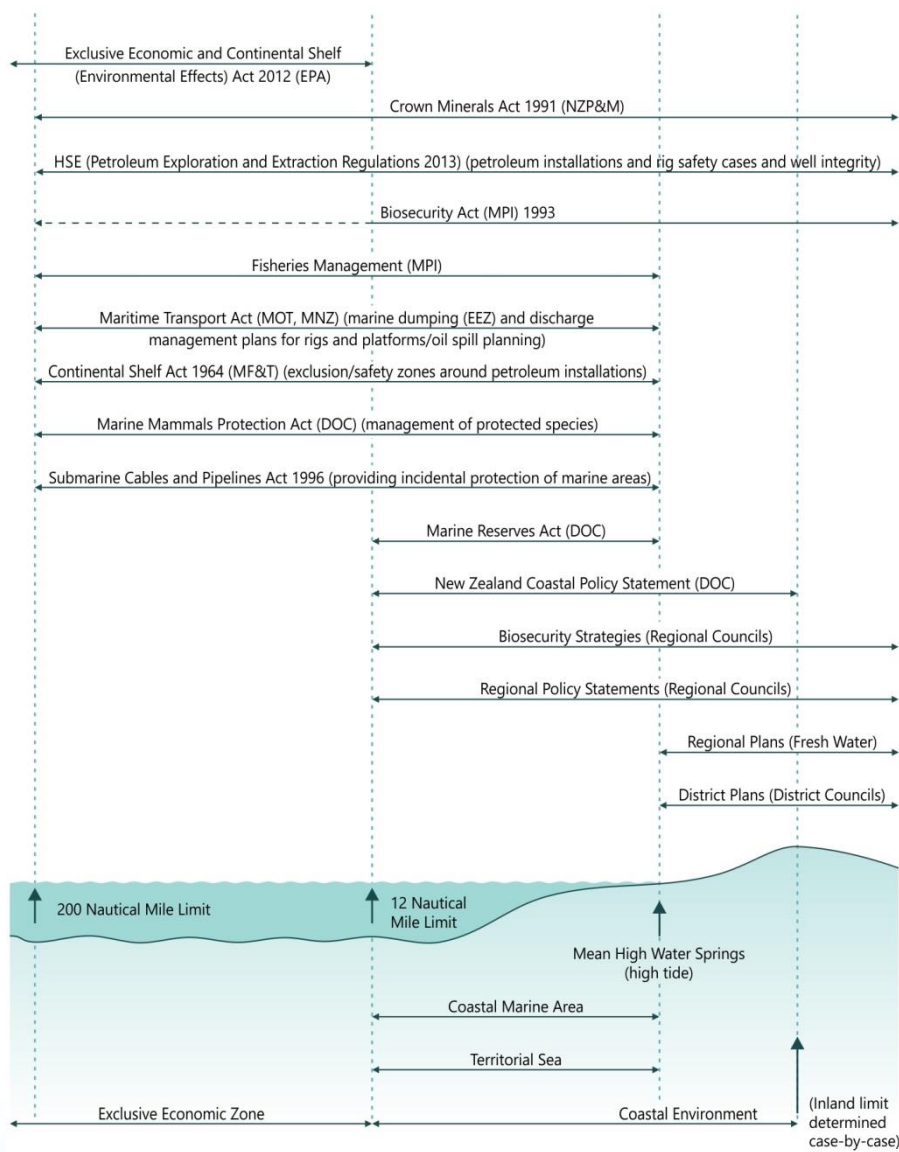 Exclusive Economic and Continental Shelf
(Environmental Effects) Act 2012 (EPA)
Crown Minerals Act 1991 (NZP&M)
HSE (Petroleum Exploration and Extraction Regulations 2013) (petroleum installations and rig safety cases and well integrity)
Biosecurity Act (MPI) 1993
Fisheries Management (MPI)
Maritime Transport Act (MOT, MNZ) (marine dumping (EEZ) and discharge
management plans for rigs and platforms/oil spill planning)
Continental Shelf Act 1964 (MF&T) (exclusion/safety zones around petroleum installations)
Marine Mammals Protection Act (DOC) (management of protected species)
Submarine Cables and Pipelines Act 1996 (providing incidental protection of marine areas)
Marine Reserves Act (DOC)
New Zealand Coastal Policy Statement (DOC)
Biosecurity Strategies (Regional Councils)
Regional Policy Statements (Regional Councils)
Regional Plans (Fresh Water)
District Plans (District Councils)
200 Nautical Mile Limit
12 Nautical
Mile Limit
Mean High Water Springs
(high tide)
Coastal Marine Area
Territorial Sea
Exclusive Economic Zone
Coastal Environment
(Inland limit
determined
case-by-case)